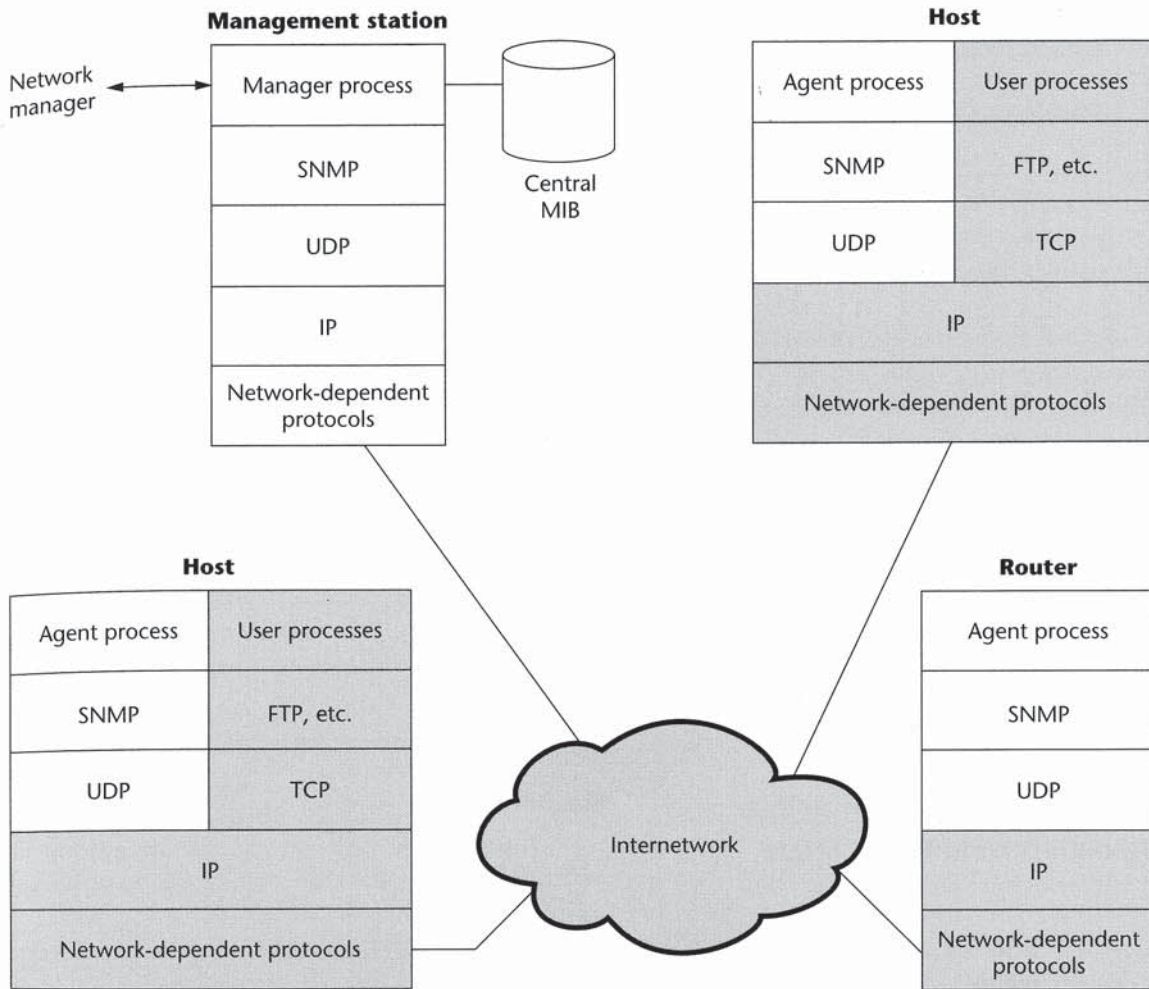 Management station
Network
manager
Manager process
SNMP
UDP
IP
Network-dependent
protocols
Central
MIB
Host
Agent process
User processes
SNMP
FTP, etc.
UDP
TCP
IP
Network-dependent protocols
Host
Agent process
User processes
SNMP
FTP, etc.
UDP
TCP
IP
Network-dependent protocols
Internetwork
Router
Agent process
SNMP
UDP
IP
Network-dependent
protocols